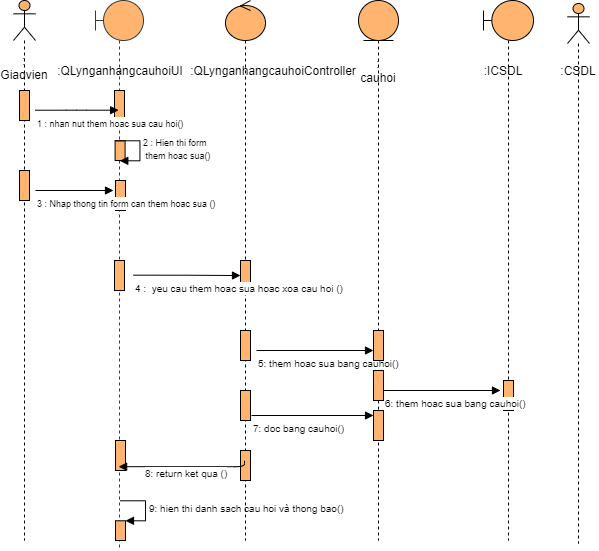 Giadvien
:QLynganhangcauhoiUI
:QLynganhangcauhoiController
cauhoi
:ICSDL
:CSDL
1 : nhan nut them hoac sua cau hoi()
2 : Hien thi form
them hoac sua()
3 : Nhap thong tin form can them hoac sua ()
4 : yeu cau them hoac sua hoac xoa cau hoi ()
5: them hoac sua bang cauhoi()
6: them hoac sua bang cauhoi()
7: doc bang cauhoi()
8: return ket qua ()
9: hien thi danh sach cau hoi và thong bao()